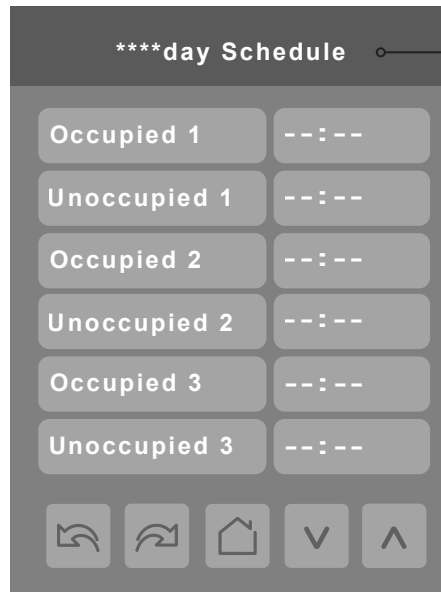 ****day Schedule
Occupied 1 --:--
Unoccupied 1 --:--
Occupied 2 --:--
Unoccupied 2 --:--
Occupied 3 --:--
Unoccupied 3 --:--